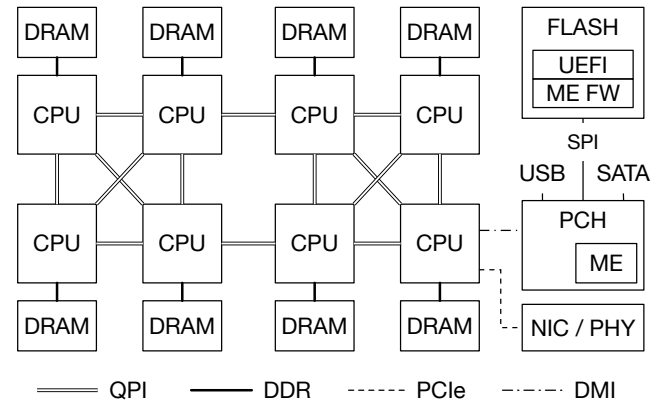 DRAM DRAM DRAM DRAM FLASH
UEFI
ME FW
CPU CPU CPU CPU
SPI
USB SATA
PCH
CPU CPU CPU CPU
ME
DRAM DRAM DRAM DRAM NIC / PHY
QPI DDR PCIe DMI